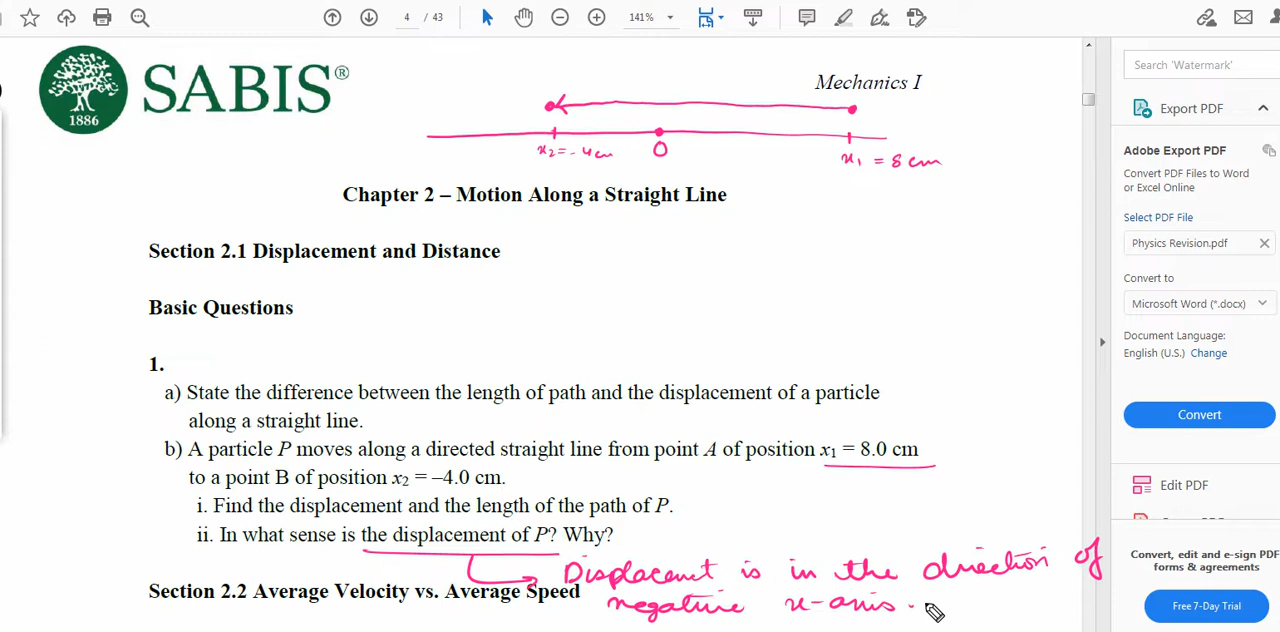 4 / 43
141%
SABIS®
1886
Mechanics I
x2 = - 4 cm
O
x1 = 8 cm
Chapter 2 – Motion Along a Straight Line
Section 2.1 Displacement and Distance
Basic Questions
1.
a) State the difference between the length of path and the displacement of a particle
along a straight line.
b) A particle P moves along a directed straight line from point A of position x1 = 8.0 cm
to a point B of position x2 = –4.0 cm.
i. Find the displacement and the length of the path of P.
ii. In what sense is the displacement of P? Why?
Displacent is in the direction of
negative x-axis.
Section 2.2 Average Velocity vs. Average Speed
Search 'Watermark'
Export PDF
Adobe Export PDF
Convert PDF Files to Word
or Excel Online
Select PDF File
Physics Revision.pdf
Convert to
Microsoft Word (*.docx)
Document Language:
English (U.S.) Change
Convert
Edit PDF
Convert, edit and e-sign PDF
forms & agreements
Free 7-Day Trial